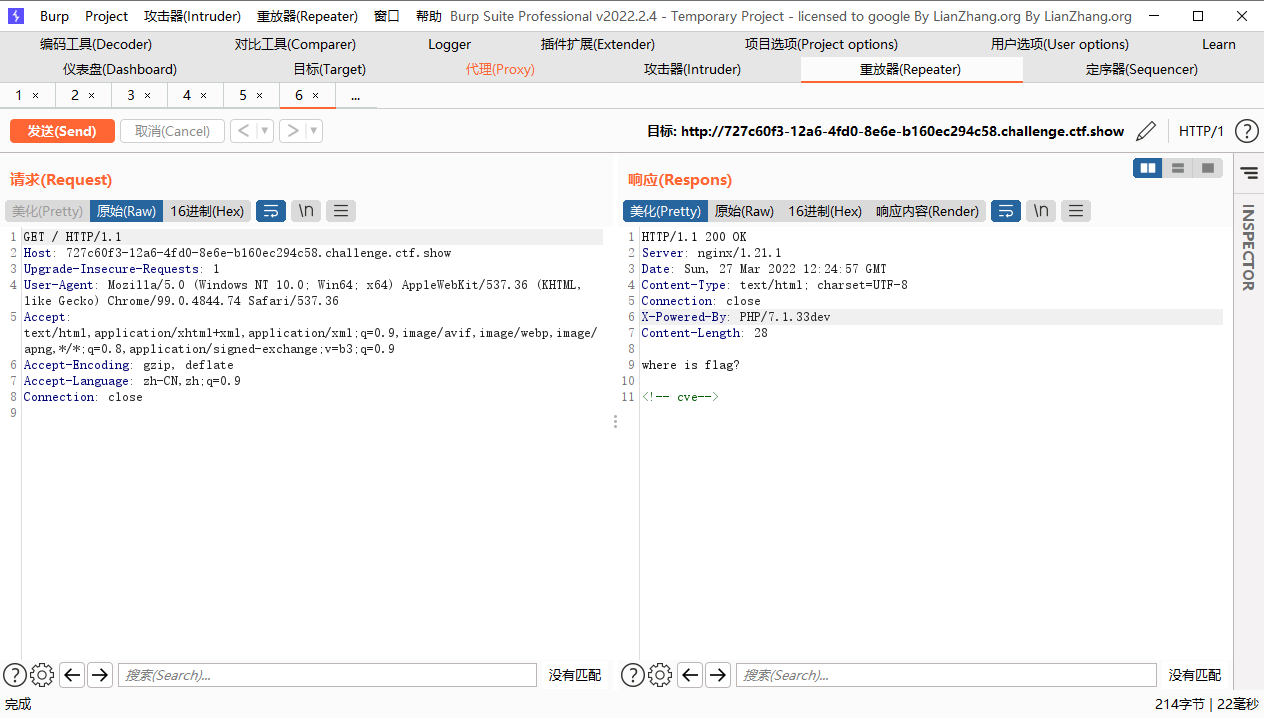 Burp Project 攻击器(Intruder) 重放器(Repeater) 窗口 帮助 Burp Suite Professional v2022.2.4 - Temporary Project - licensed to google By LianZhang.org By LianZhang.org
编码工具(Decoder) 对比工具(Comparer) Logger 插件扩展(Extender) 项目选项(Project options) 用户选项(User options) Learn
仪表盘(Dashboard) 目标(Target) 代理(Proxy) 攻击器(Intruder) 重放器(Repeater) 定序器(Sequencer)
1 × 2 × 3 × 4 × 5 × 6 × ...
发送(Send) 取消(Cancel) < ▼ > ▼ 目标: http://727c60f3-12a6-4fd0-8e6e-b160ec294c58.challenge.ctf.show HTTP/1 ?
请求(Request)
美化(Pretty) 原始(Raw) 16进制(Hex) \n
1 GET / HTTP/1.1
2 Host: 727c60f3-12a6-4fd0-8e6e-b160ec294c58.challenge.ctf.show
3 Upgrade-Insecure-Requests: 1
4 User-Agent: Mozilla/5.0 (Windows NT 10.0; Win64; x64) AppleWebKit/537.36 (KHTML,
like Gecko) Chrome/99.0.4844.74 Safari/537.36
5 Accept:
text/html,application/xhtml+xml,application/xml;q=0.9,image/avif,image/webp,image/
apng,*/*;q=0.8,application/signed-exchange;v=b3;q=0.9
6 Accept-Encoding: gzip, deflate
7 Accept-Language: zh-CN,zh;q=0.9
8 Connection: close
9
响应(Respons)
美化(Pretty) 原始(Raw) 16进制(Hex) 响应内容(Render) \n
1 HTTP/1.1 200 OK
2 Server: nginx/1.21.1
3 Date: Sun, 27 Mar 2022 12:24:57 GMT
4 Content-Type: text/html; charset=UTF-8
5 Connection: close
6 X-Powered-By: PHP/7.1.33dev
7 Content-Length: 28
8
9 where is flag?
10
11 <!-- cve-->
INSPECTOR
? 搜索(Search)... 没有匹配
? 搜索(Search)... 没有匹配
完成 214字节 | 22毫秒